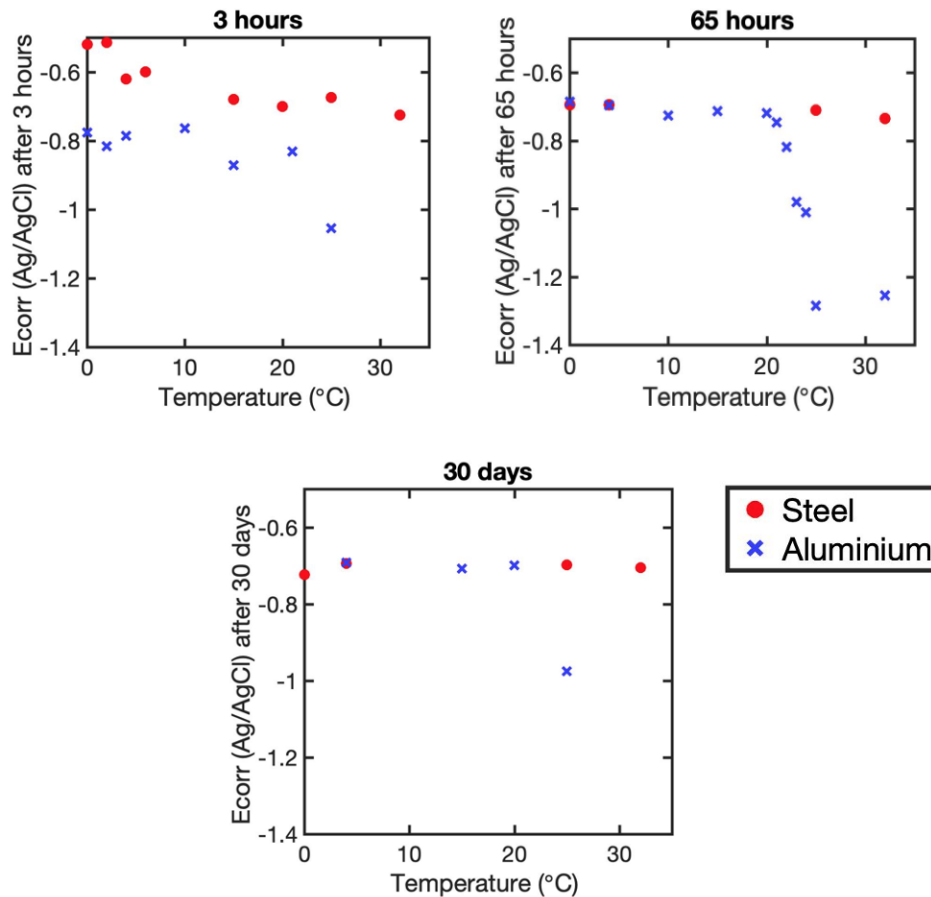 3 hours
Ecorr (Ag/AgCl) after 3 hours
-0.6
-0.8
-1
-1.2
-1.4
0
10
20
30
Temperature (°C)
65 hours
Ecorr (Ag/AgCl) after 65 hours
-0.6
-0.8
-1
-1.2
-1.4
0
10
20
30
Temperature (°C)
30 days
Ecorr (Ag/AgCl) after 30 days
-0.6
-0.8
-1
-1.2
-1.4
0
10
20
30
Temperature (°C)
Steel
Aluminium